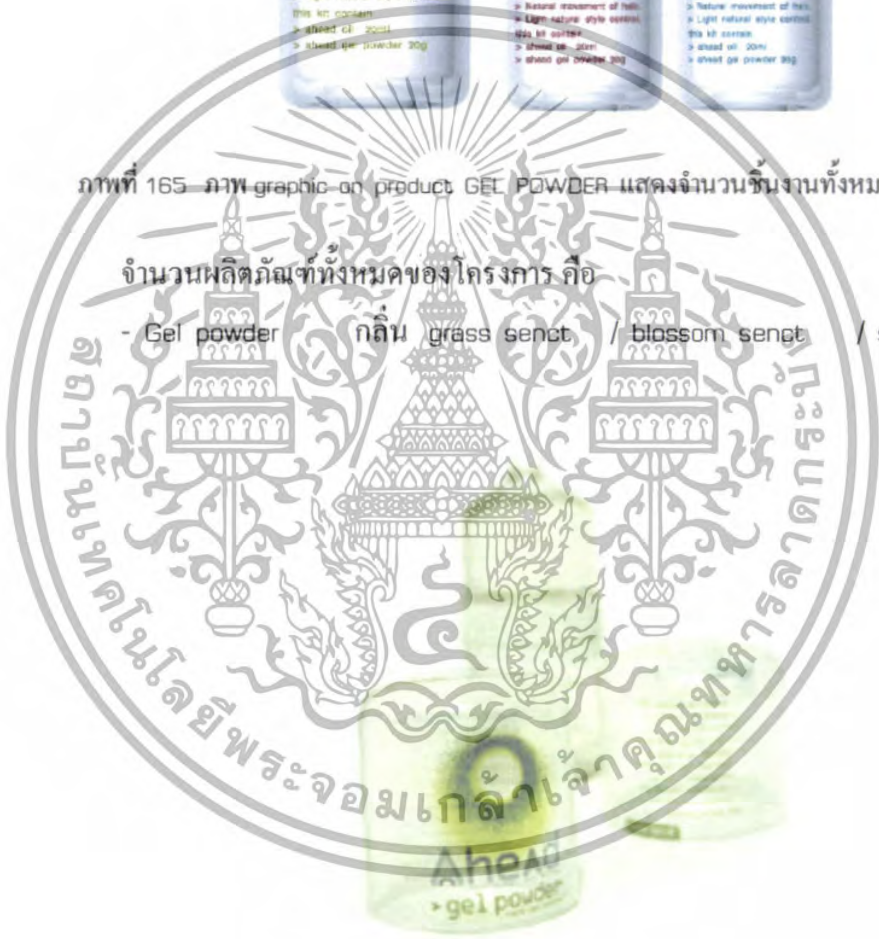 this kit contain
> ahead oil 20ml
> ahead gel powder 20g
> Natural movement of hair.
> Light natural style control.
this kit contain
> ahead oil 20ml
> ahead gel powder 20g
> Natural movement of hair.
> Light natural style control.
this kit contain
> ahead oil 20ml
> ahead gel powder 20g
ภาพที่ 165 ภาพ graphic on product GEL POWDER แสดงจำนวนชิ้นงานทั้งหม
จำนวนผลิตภัณฑ์ทั้งหมดของโครงการ คือ
- Gel powder กลิ่น grass senct / blossom senct / s
สถาบันเทคโนโลยีพระจอมเกล้าเจ้าคุณทหารลาดกระบัง
Ahead
> gel powder